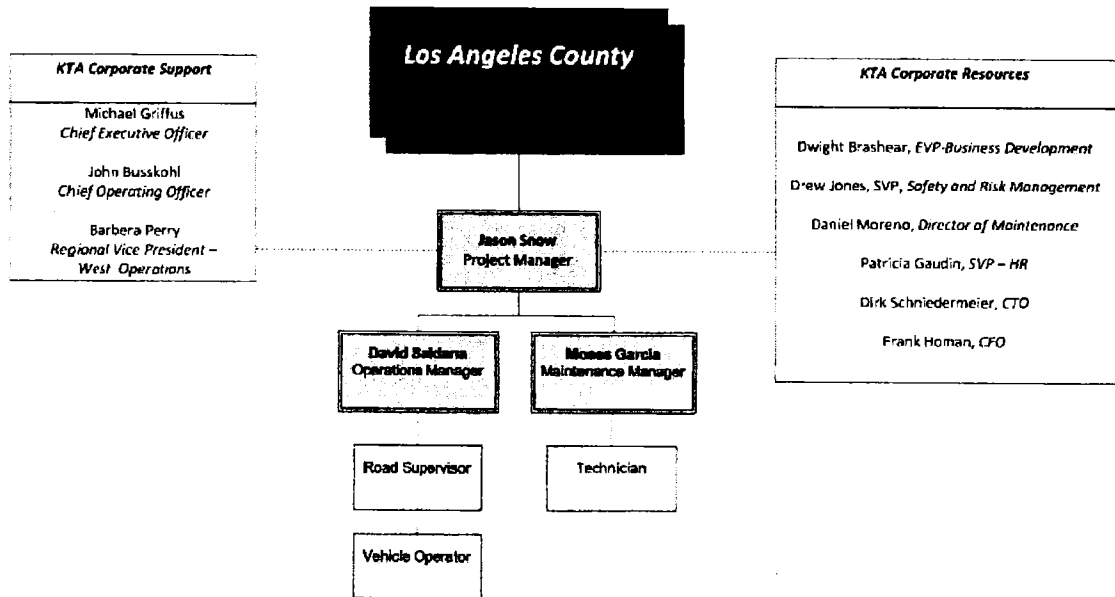 Los Angeles County
KTA Corporate Support
Michael Griffus
Chief Executive Officer
John Busskohl
Chief Operating Officer
Barbera Perry
Regional Vice President –
West Operations
KTA Corporate Resources
Dwight Brashear, EVP-Business Development
Drew Jones, SVP, Safety and Risk Management
Daniel Moreno, Director of Maintenance
Patricia Gaudin, SVP – HR
Dirk Schniedermeier, CTO
Frank Homan, CFO
Jason Snow
Project Manager
David Saldana
Operations Manager
Moses Garcia
Maintenance Manager
Road Supervisor
Technician
Vehicle Operator